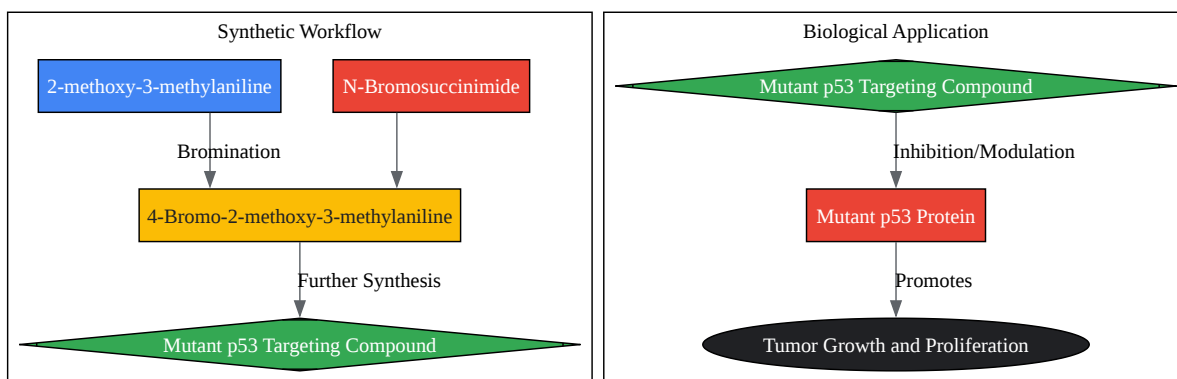 Synthetic Workflow
2-methoxy-3-methylaniline
N-Bromosuccinimide
Bromination
4-Bromo-2-methoxy-3-methylaniline
Further Synthesis
Mutant p53 Targeting Compound
Biological Application
Mutant p53 Targeting Compound
Inhibition/Modulation
Mutant p53 Protein
Promotes
Tumor Growth and Proliferation